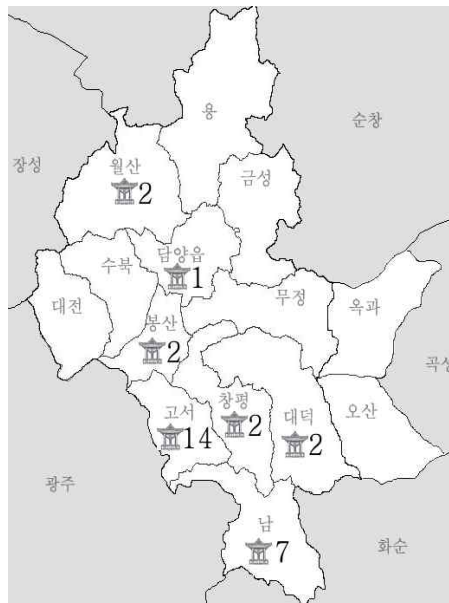 용
순창
장성
월산
2
금성
담양읍
1
수북
대전
무정
옥과
봉산
2
곡성
고서
14
창평
2
대덕
2
오산
광주
남
7
화순